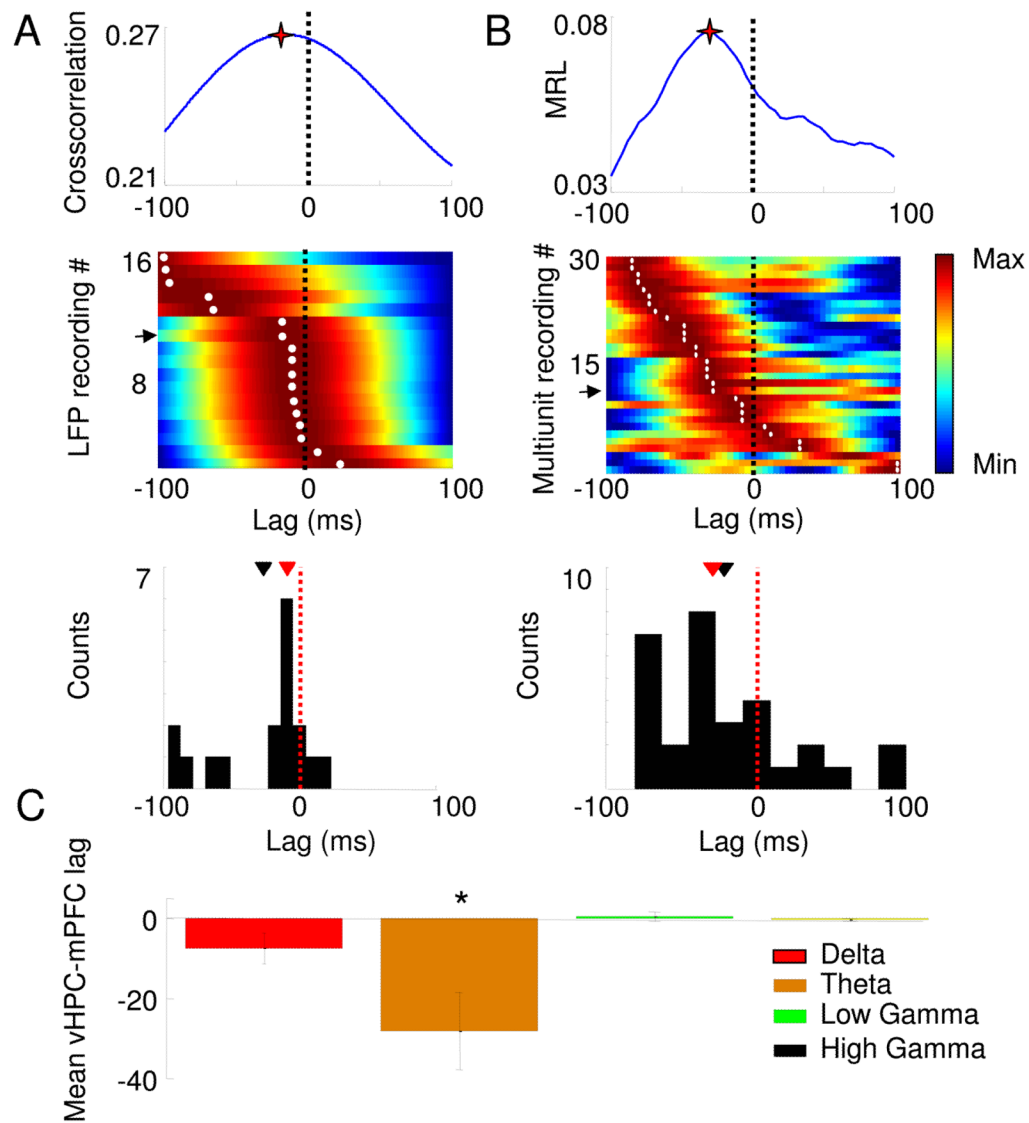 A
0.27
Crosscorrelation
0.21
-100 0 100
B
0.08
MRL
0.03
-100 0 100
16
LFP recording #
8
-100 0 100
Lag (ms)
30
Multiunit recording #
15
-100 0 100
Lag (ms)
Max
Min
7
Counts
-100 0 100
Lag (ms)
10
Counts
-100 0 100
Lag (ms)
C
Mean vHPC-mPFC lag
0
-20
-40
*
Delta
Theta
Low Gamma
High Gamma